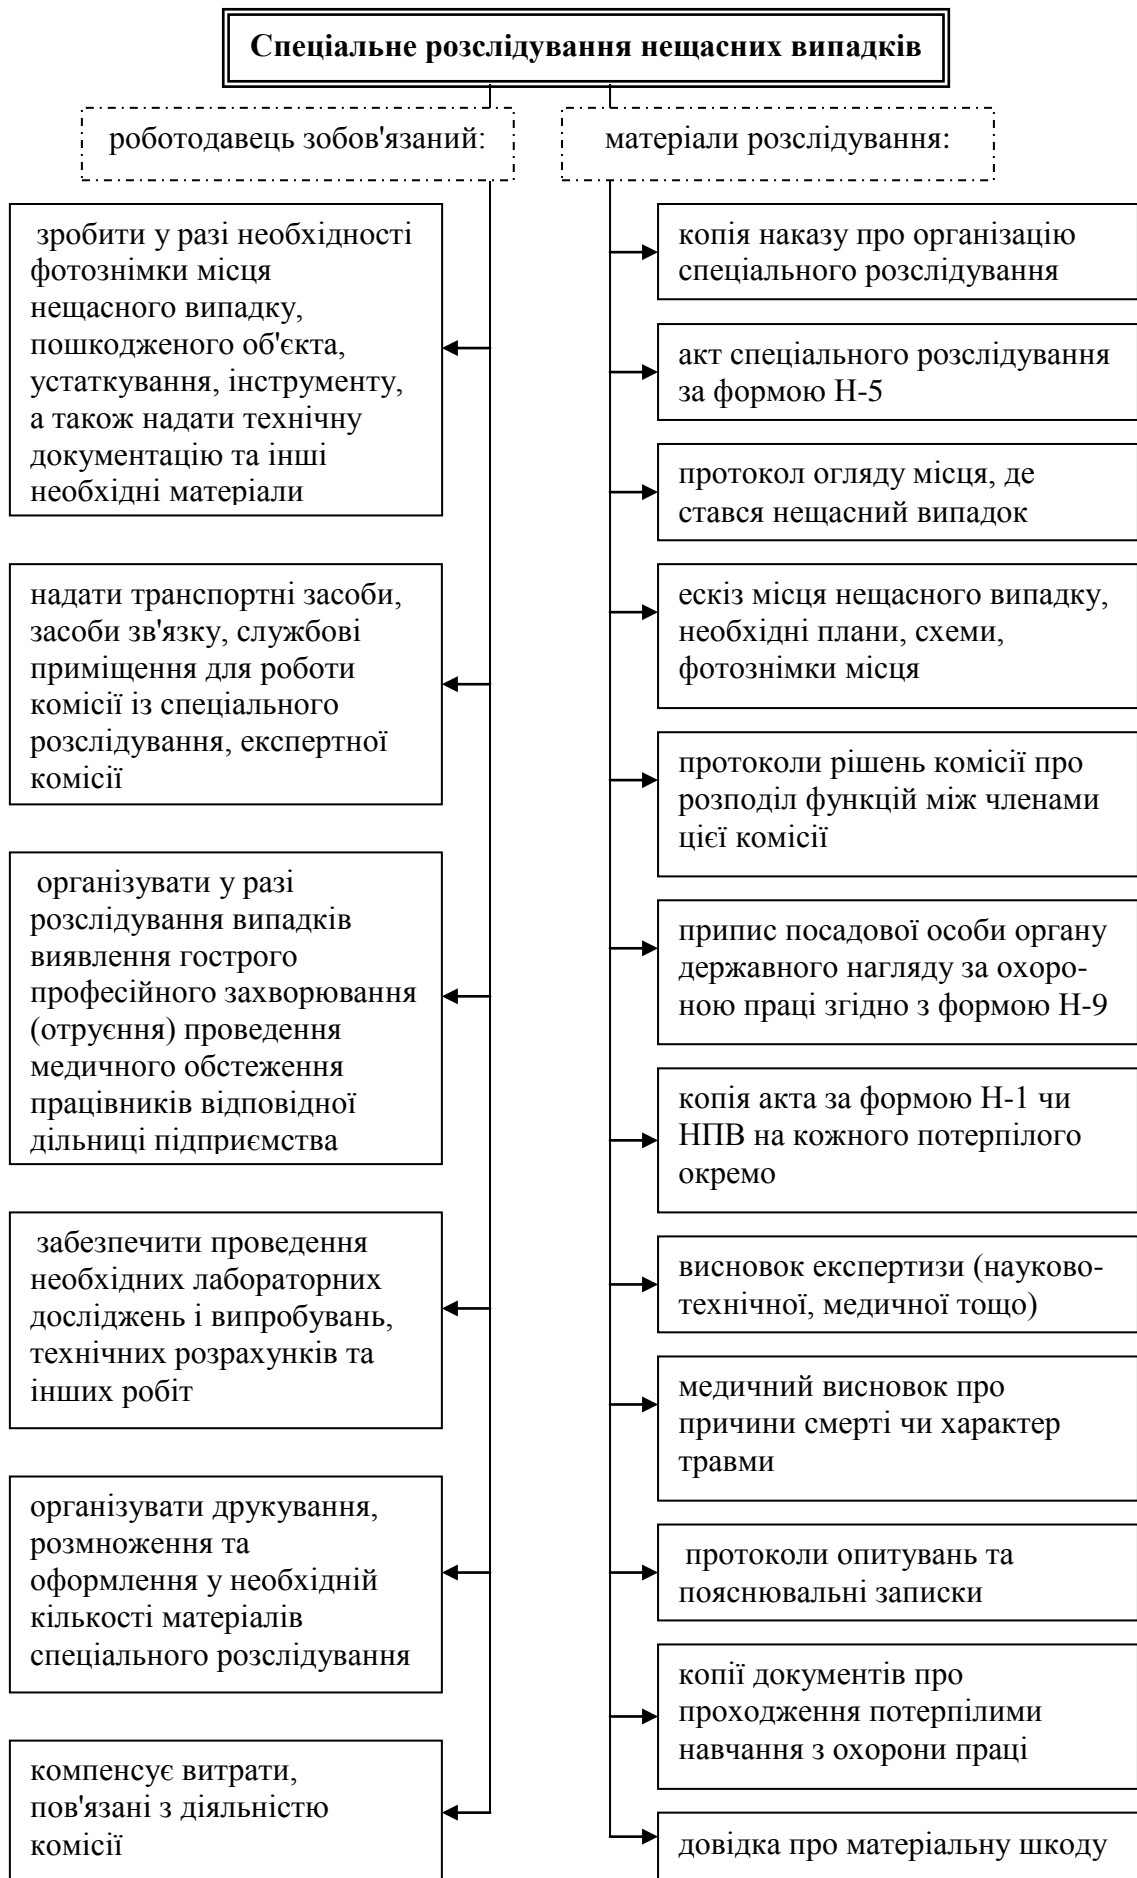 Спеціальне розслідування нещасних випадків
роботодавець зобов'язаний:
зробити у разі необхідності
фотознімки місця
нещасного випадку,
пошкодженого об'єкта,
устаткування, інструменту,
а також надати технічну
документацію та інші
необхідні матеріали
надати транспортні засоби,
засоби зв'язку, службові
приміщення для роботи
комісії із спеціального
розслідування, експертної
комісії
організувати у разі
розслідування випадків
виявлення гострого
професійного захворювання
(отруєння) проведення
медичного обстеження
працівників відповідної
дільниці підприємства
забезпечити проведення
необхідних лабораторних
досліджень і випробувань,
технічних розрахунків та
інших робіт
організувати друкування,
розмноження та
оформлення у необхідній
кількості матеріалів
спеціального розслідування
компенсує витрати,
пов'язані з діяльністю
комісії
матеріали розслідування:
копія наказу про організацію
спеціального розслідування
акт спеціального розслідування
за формою Н-5
протокол огляду місця, де
стався нещасний випадок
ескіз місця нещасного випадку,
необхідні плани, схеми,
фотознімки місця
протоколи рішень комісії про
розподіл функцій між членами
цієї комісії
припис посадової особи органу
державного нагляду за охоро-
ною праці згідно з формою Н-9
копія акта за формою Н-1 чи
НПВ на кожного потерпілого
окремо
висновок експертизи (науково-
технічної, медичної тощо)
медичний висновок про
причини смерті чи характер
травми
протоколи опитувань та
пояснювальні записки
копії документів про
проходження потерпілими
навчання з охорони праці
довідка про матеріальну шкоду